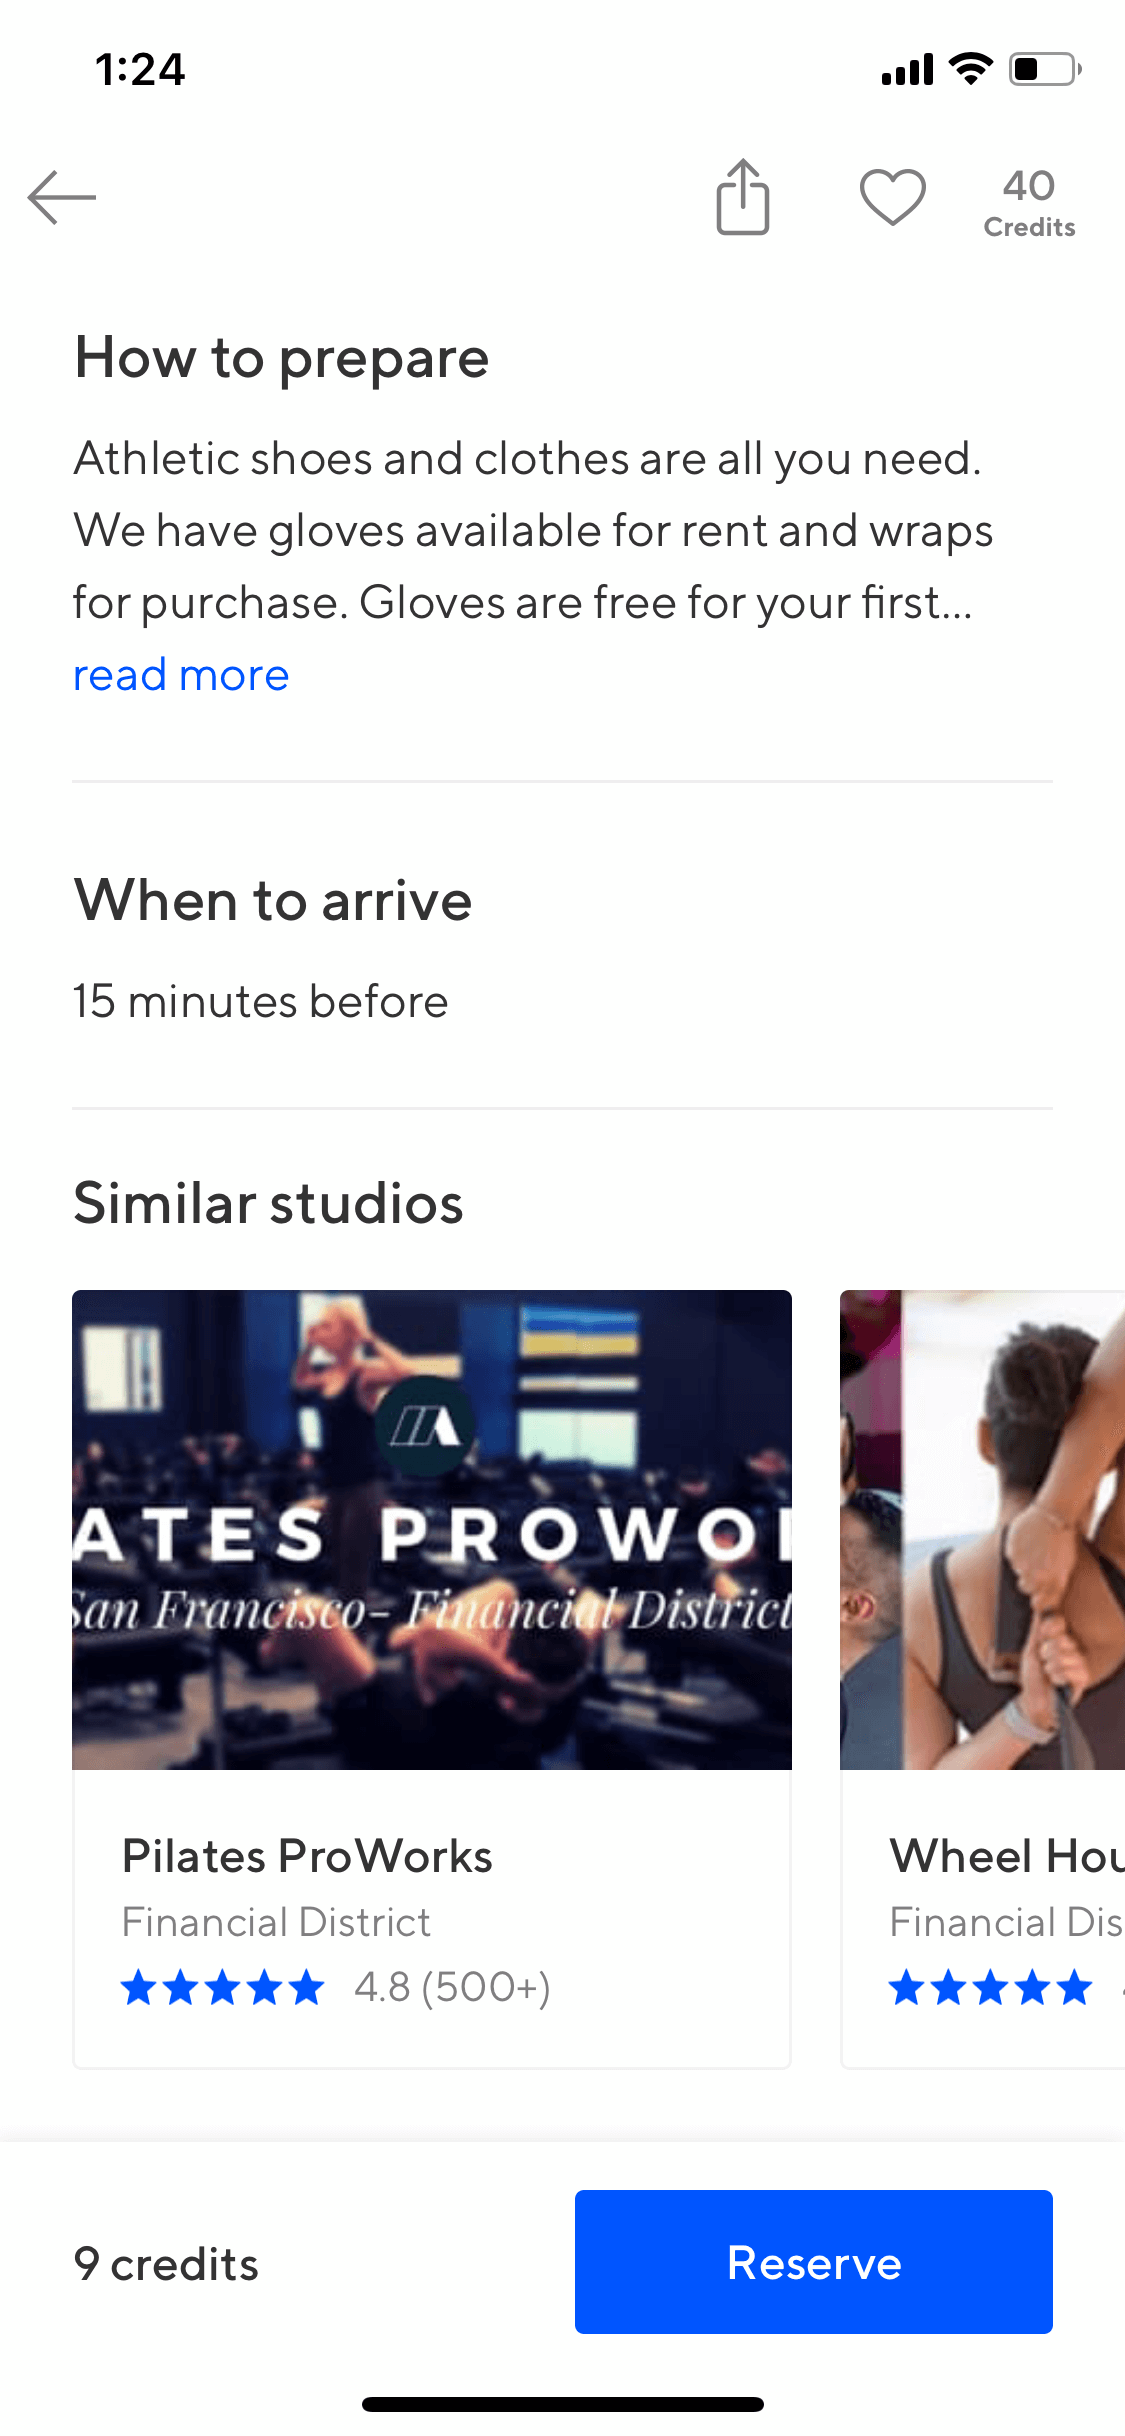 1:24
40
Credits
How to prepare
Athletic shoes and clothes are all you need.
We have gloves available for rent and wraps
for purchase. Gloves are free for your first...
read more
When to arrive
15 minutes before
Similar studios
ATES PROWO
San Francisco- Financial District
Pilates ProWorks
Financial District
4.8 (500+)
Wheel Hou
Financial Dis
9 credits
Reserve